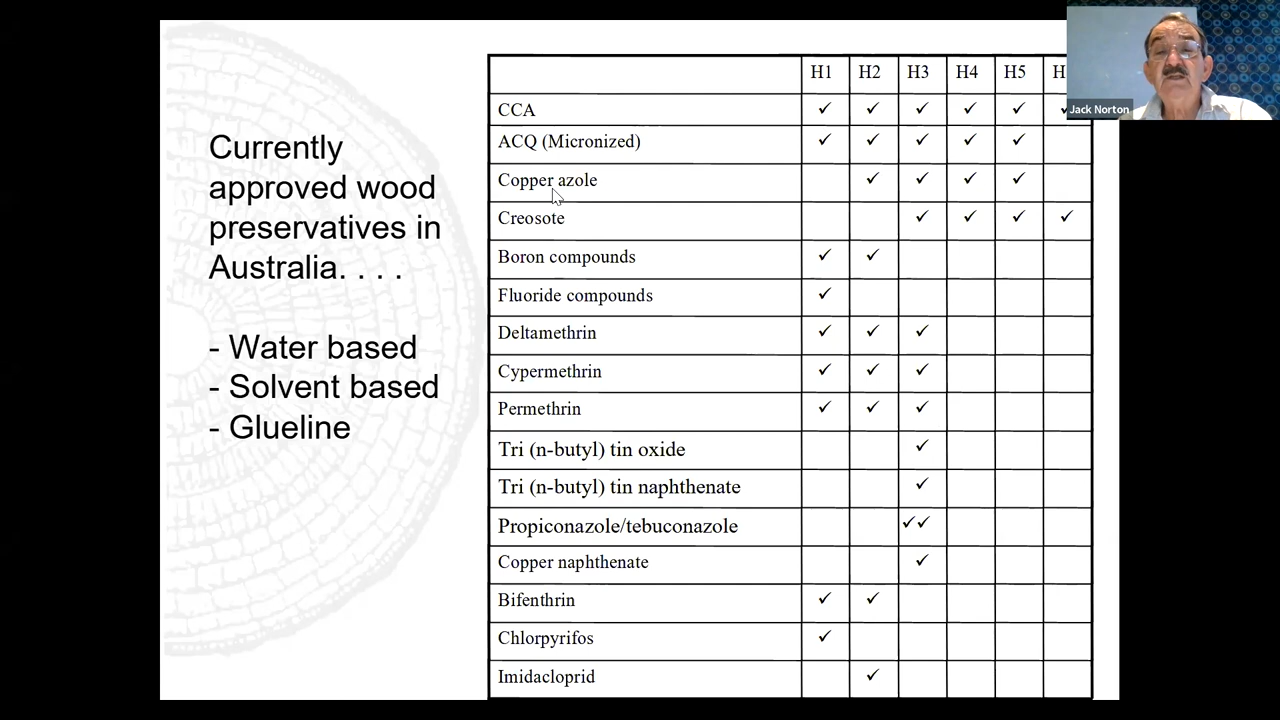 Currently
approved wood
preservatives in
Australia. . . .
- Water based
- Solvent based
- Glueline
H1 H2 H3 H4 H5 H
CCA ✓ ✓ ✓ ✓ ✓ ✓
ACQ (Micronized) ✓ ✓ ✓ ✓ ✓
Copper azole ✓ ✓ ✓ ✓
Creosote ✓ ✓ ✓ ✓
Boron compounds ✓ ✓
Fluoride compounds ✓
Deltamethrin ✓ ✓ ✓
Cypermethrin ✓ ✓ ✓
Permethrin ✓ ✓ ✓
Tri (n-butyl) tin oxide ✓
Tri (n-butyl) tin naphthenate ✓
Propiconazole/tebuconazole ✓✓
Copper naphthenate ✓
Bifenthrin ✓ ✓
Chlorpyrifos ✓
Imidacloprid ✓
Jack Norton